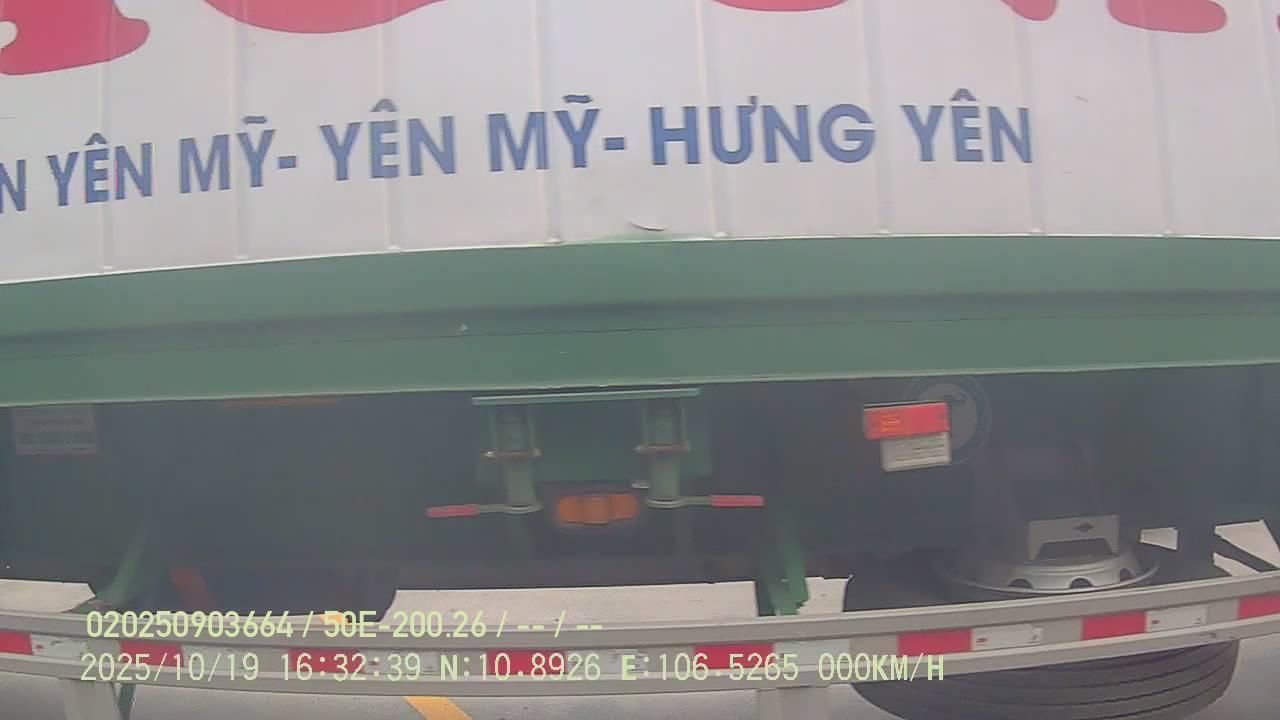 N YÊN MỸ- YÊN MỸ- HƯNG YÊN
020250903664 / 50E-200.26 / -- / --
2025/10/19 16:32:39 N:10.8926 E:106.5265 000KM/H